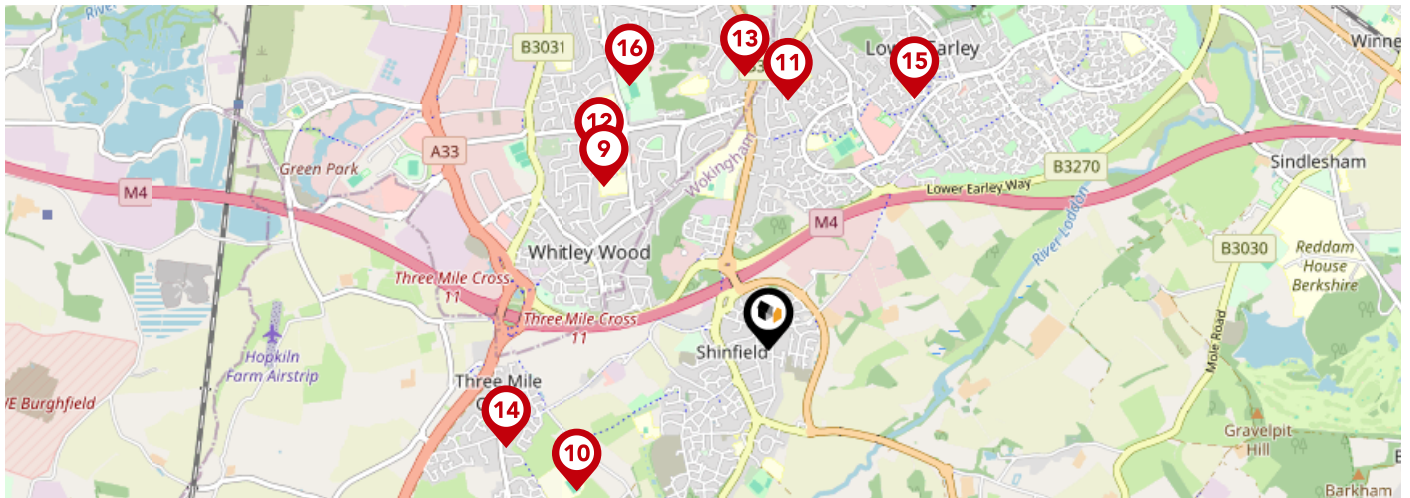 River
B3031
16
13
11
Lower Earley
15
Winne
12
9
A33
Green Park
Wokingham
B3270
Sindlesham
M4
Lower Earley Way
M4
River Loddon
B3030
Whitley Wood
Reddam
House
Berkshire
Three Mile Cross
11
Three Mile Cross
11
Mole Road
Hopkiln
Farm Airstrip
Shinfield
Three Mile
VE Burghfield
14
10
Gravelpit
Hill
Barkham